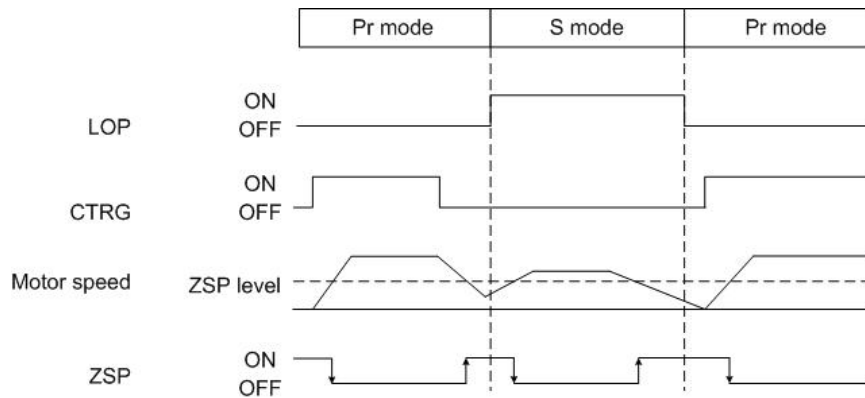 Pr mode S mode Pr mode
ON
LOP OFF
ON
CTRG OFF
Motor speed ZSP level
ON
ZSP OFF